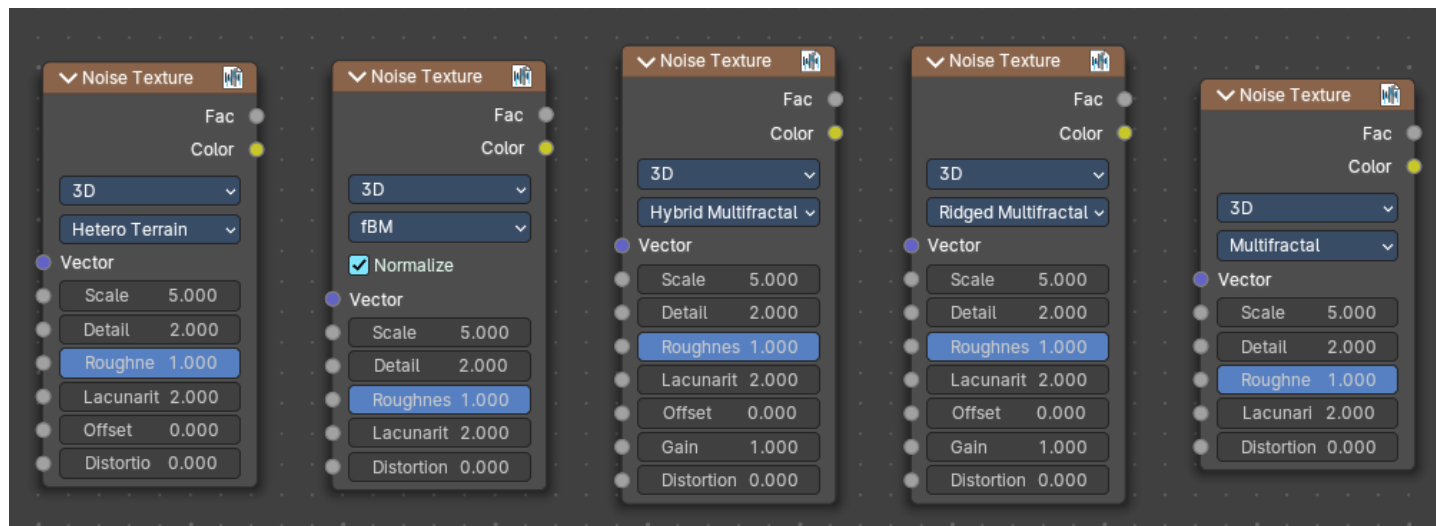 Noise Texture
Fac
Color
3D
Hetero Terrain
Vector
Scale 5.000
Detail 2.000
Roughne 1.000
Lacunarit 2.000
Offset 0.000
Distortio 0.000
Noise Texture
Fac
Color
3D
fBM
Normalize
Vector
Scale 5.000
Detail 2.000
Roughnes 1.000
Lacunarit 2.000
Distortion 0.000
Noise Texture
Fac
Color
3D
Hybrid Multifractal
Vector
Scale 5.000
Detail 2.000
Roughnes 1.000
Lacunarit 2.000
Offset 0.000
Gain 1.000
Distortion 0.000
Noise Texture
Fac
Color
3D
Ridged Multifractal
Vector
Scale 5.000
Detail 2.000
Roughnes 1.000
Lacunarit 2.000
Offset 0.000
Gain 1.000
Distortion 0.000
Noise Texture
Fac
Color
3D
Multifractal
Vector
Scale 5.000
Detail 2.000
Roughne 1.000
Lacunari 2.000
Distortion 0.000